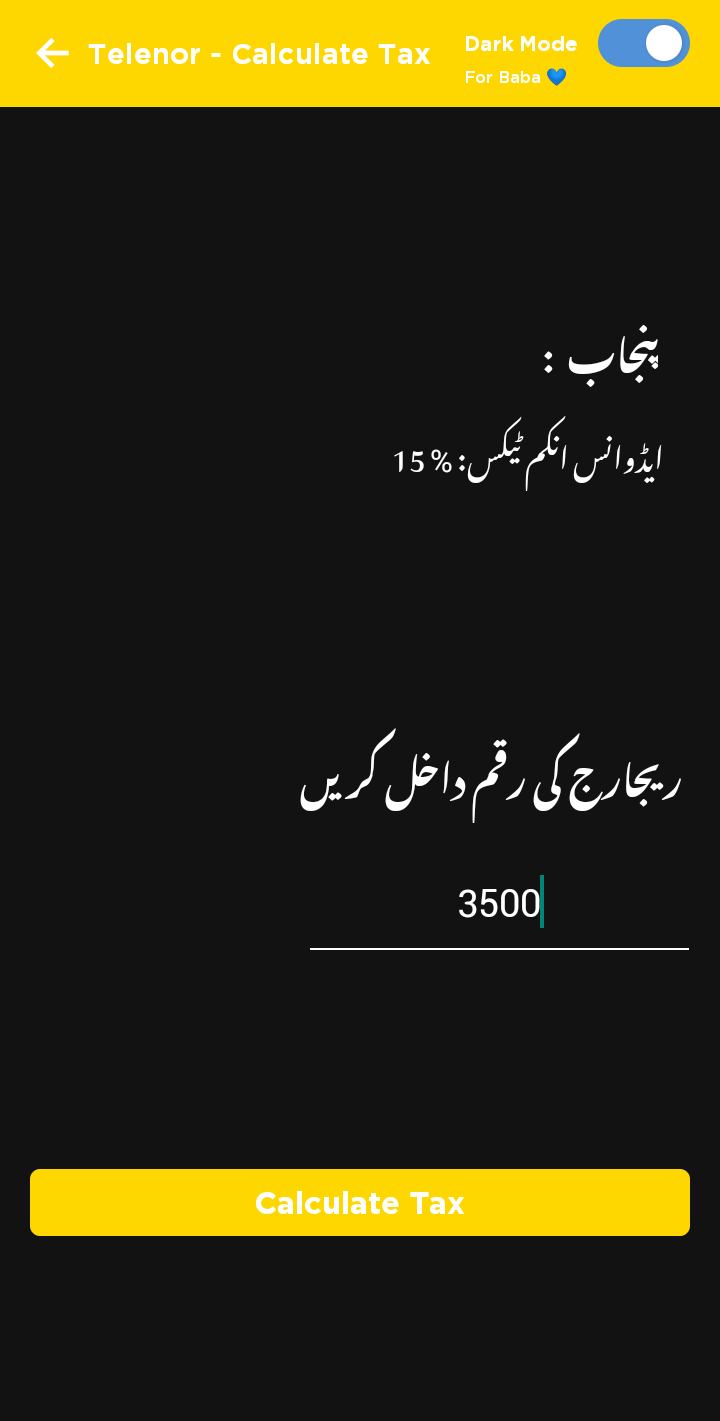 Telenor - Calculate Tax
Dark Mode
For Baba 💙
پنجاب :
ایڈوانس انکم ٹیکس: % 15
ریچارج کی رقم داخل کریں
3500
Calculate Tax